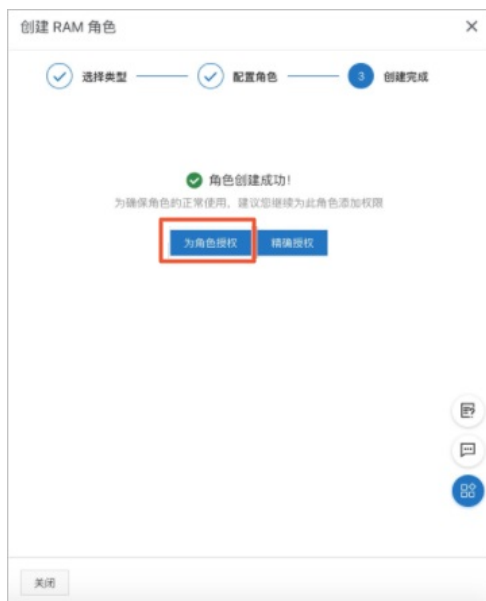 创建 RAM 角色
选择类型
配置角色
3 创建完成
角色创建成功!
为确保角色的正常使用，建议您继续为此角色添加权限
为角色授权 精确授权
关闭